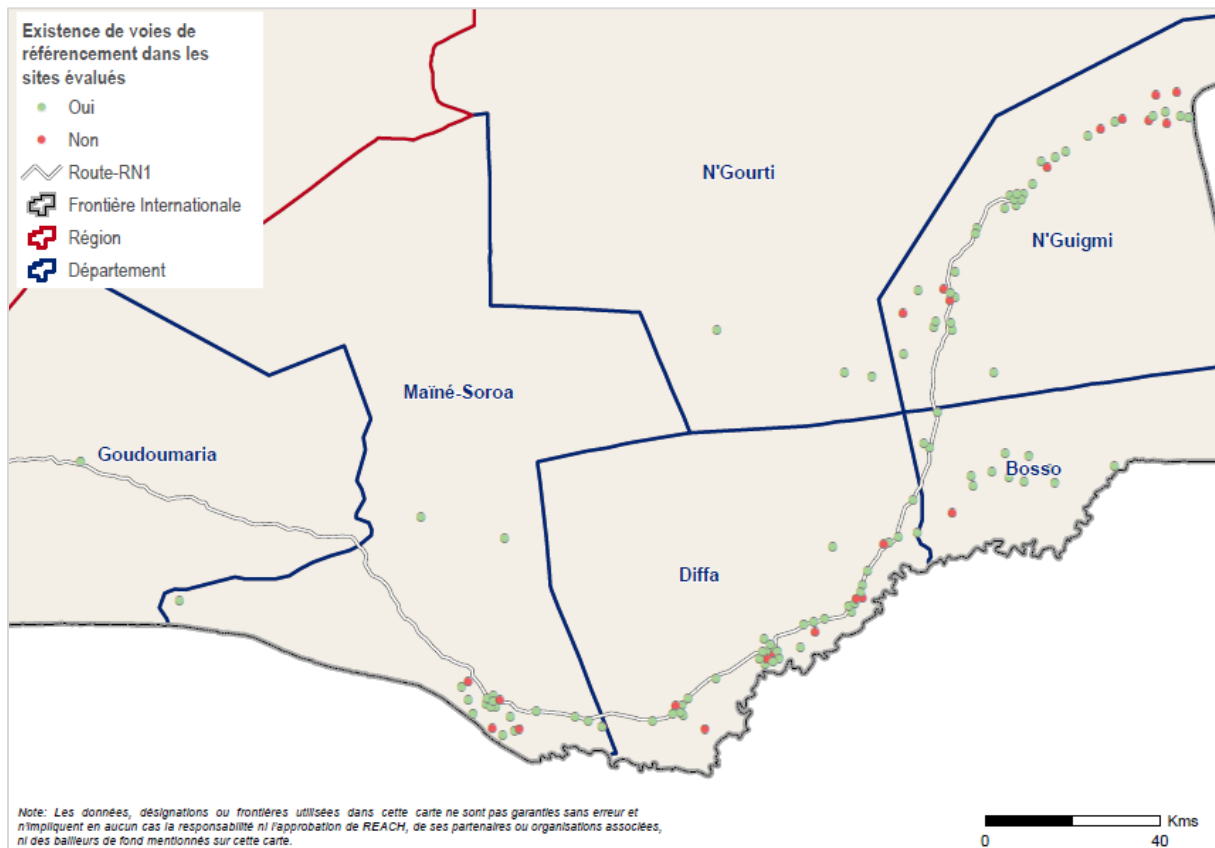 Existence de voies de
référencement dans les
sites évalués
Oui
Non
Route-RN1
Frontière Internationale
Région
Département
N'Gourti
N'Guigmi
Maïné-Soroa
Goudoumaria
Bosso
Diffa
Note: Les données, désignations ou frontières utilisées dans cette carte ne sont pas garanties sans erreur et
n'impliquent en aucun cas la responsabilité ni l'approbation de REACH, de ses partenaires ou organisations associées,
ni des bailleurs de fond mentionnés sur cette carte.
Kms
0 40